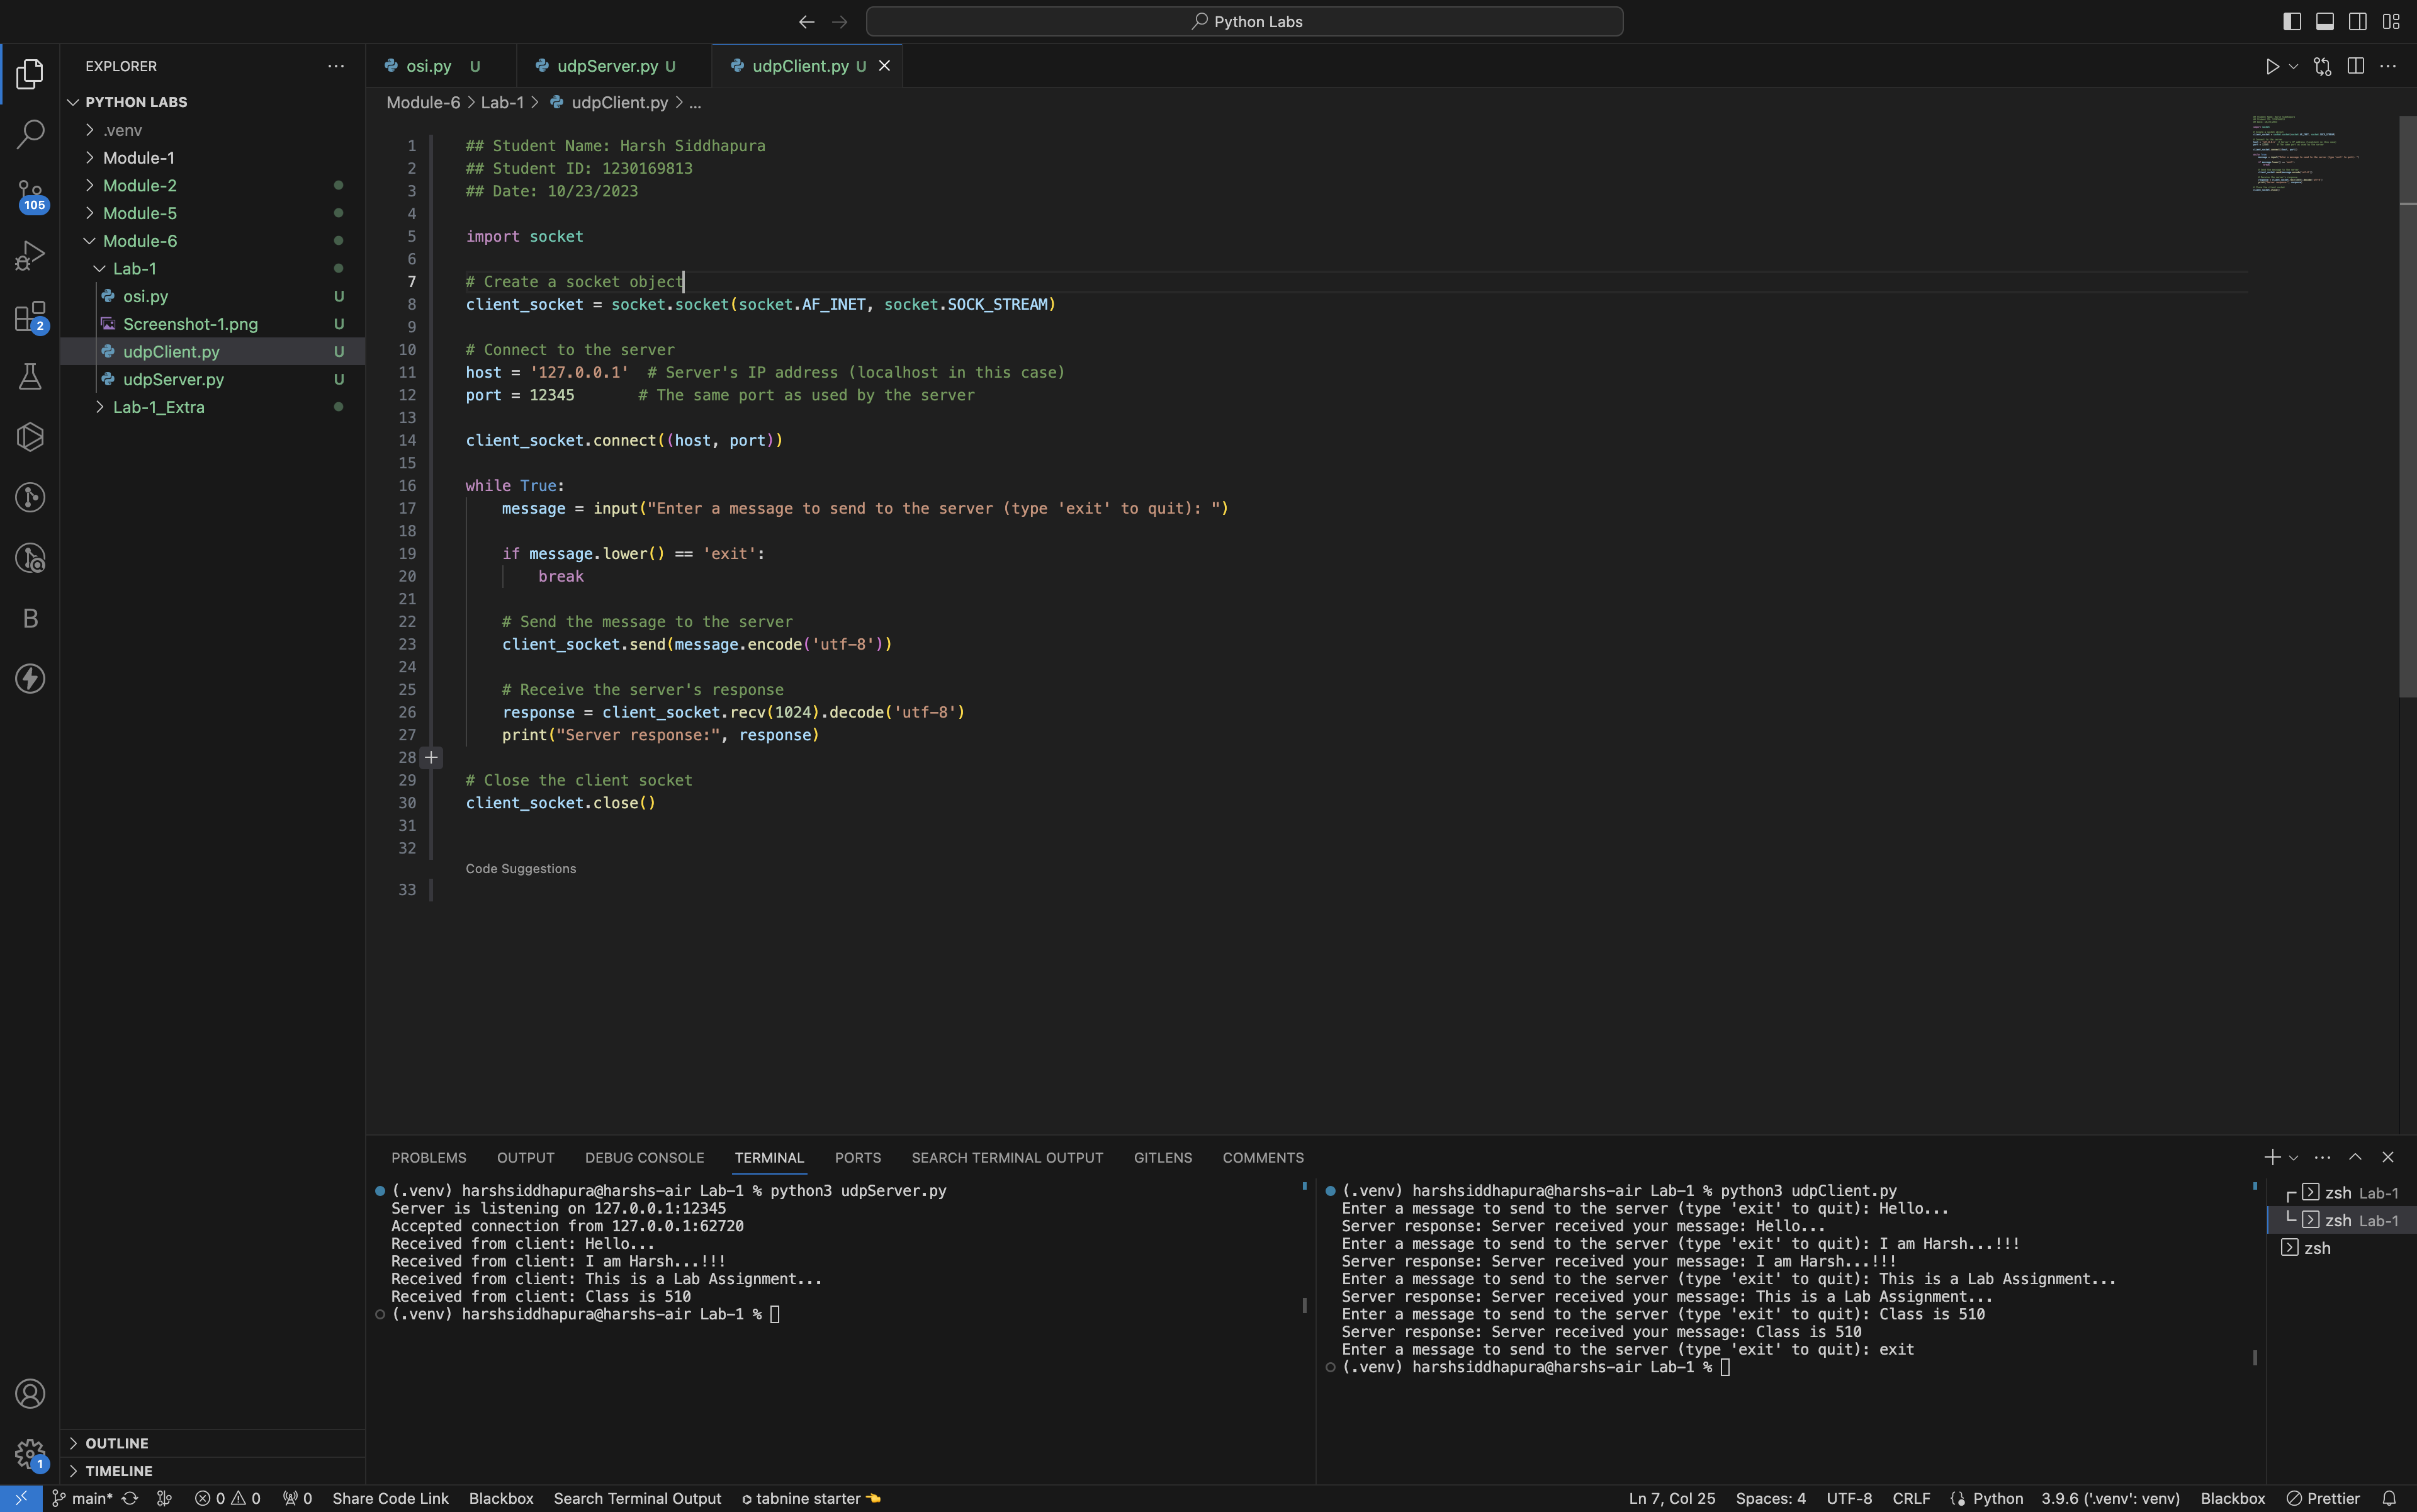 Python Labs
EXPLORER
PYTHON LABS
.venv
Module-1
Module-2
Module-5
Module-6
Lab-1
osi.py U
Screenshot-1.png U
udpClient.py U
udpServer.py U
Lab-1_Extra
OUTLINE
TIMELINE
105
2
B
1
osi.py U
udpServer.py U
udpClient.py U
Module-6 > Lab-1 > udpClient.py > ...
1 ## Student Name: Harsh Siddhapura
2 ## Student ID: 1230169813
3 ## Date: 10/23/2023
4
5 import socket
6
7 # Create a socket object
8 client_socket = socket.socket(socket.AF_INET, socket.SOCK_STREAM)
9
10 # Connect to the server
11 host = '127.0.0.1'  # Server's IP address (localhost in this case)
12 port = 12345       # The same port as used by the server
13
14 client_socket.connect((host, port))
15
16 while True:
17     message = input("Enter a message to send to the server (type 'exit' to quit): ")
18
19     if message.lower() == 'exit':
20         break
21
22     # Send the message to the server
23     client_socket.send(message.encode('utf-8'))
24
25     # Receive the server's response
26     response = client_socket.recv(1024).decode('utf-8')
27     print("Server response:", response)
28
29 # Close the client socket
30 client_socket.close()
31
32
Code Suggestions
33
PROBLEMS OUTPUT DEBUG CONSOLE TERMINAL PORTS SEARCH TERMINAL OUTPUT GITLENS COMMENTS
(.venv) harshsiddhapura@harshs-air Lab-1 % python3 udpServer.py
Server is listening on 127.0.0.1:12345
Accepted connection from 127.0.0.1:62720
Received from client: Hello...
Received from client: I am Harsh...!!!
Received from client: This is a Lab Assignment...
Received from client: Class is 510
(.venv) harshsiddhapura@harshs-air Lab-1 %
(.venv) harshsiddhapura@harshs-air Lab-1 % python3 udpClient.py
Enter a message to send to the server (type 'exit' to quit): Hello...
Server response: Server received your message: Hello...
Enter a message to send to the server (type 'exit' to quit): I am Harsh...!!!
Server response: Server received your message: I am Harsh...!!!
Enter a message to send to the server (type 'exit' to quit): This is a Lab Assignment...
Server response: Server received your message: This is a Lab Assignment...
Enter a message to send to the server (type 'exit' to quit): Class is 510
Server response: Server received your message: Class is 510
Enter a message to send to the server (type 'exit' to quit): exit
(.venv) harshsiddhapura@harshs-air Lab-1 %
zsh Lab-1
zsh Lab-1
zsh
main* 0 0 0 Share Code Link Blackbox Search Terminal Output tabnine starter Ln 7, Col 25 Spaces: 4 UTF-8 CRLF Python 3.9.6 ('.venv': venv) Blackbox Prettier